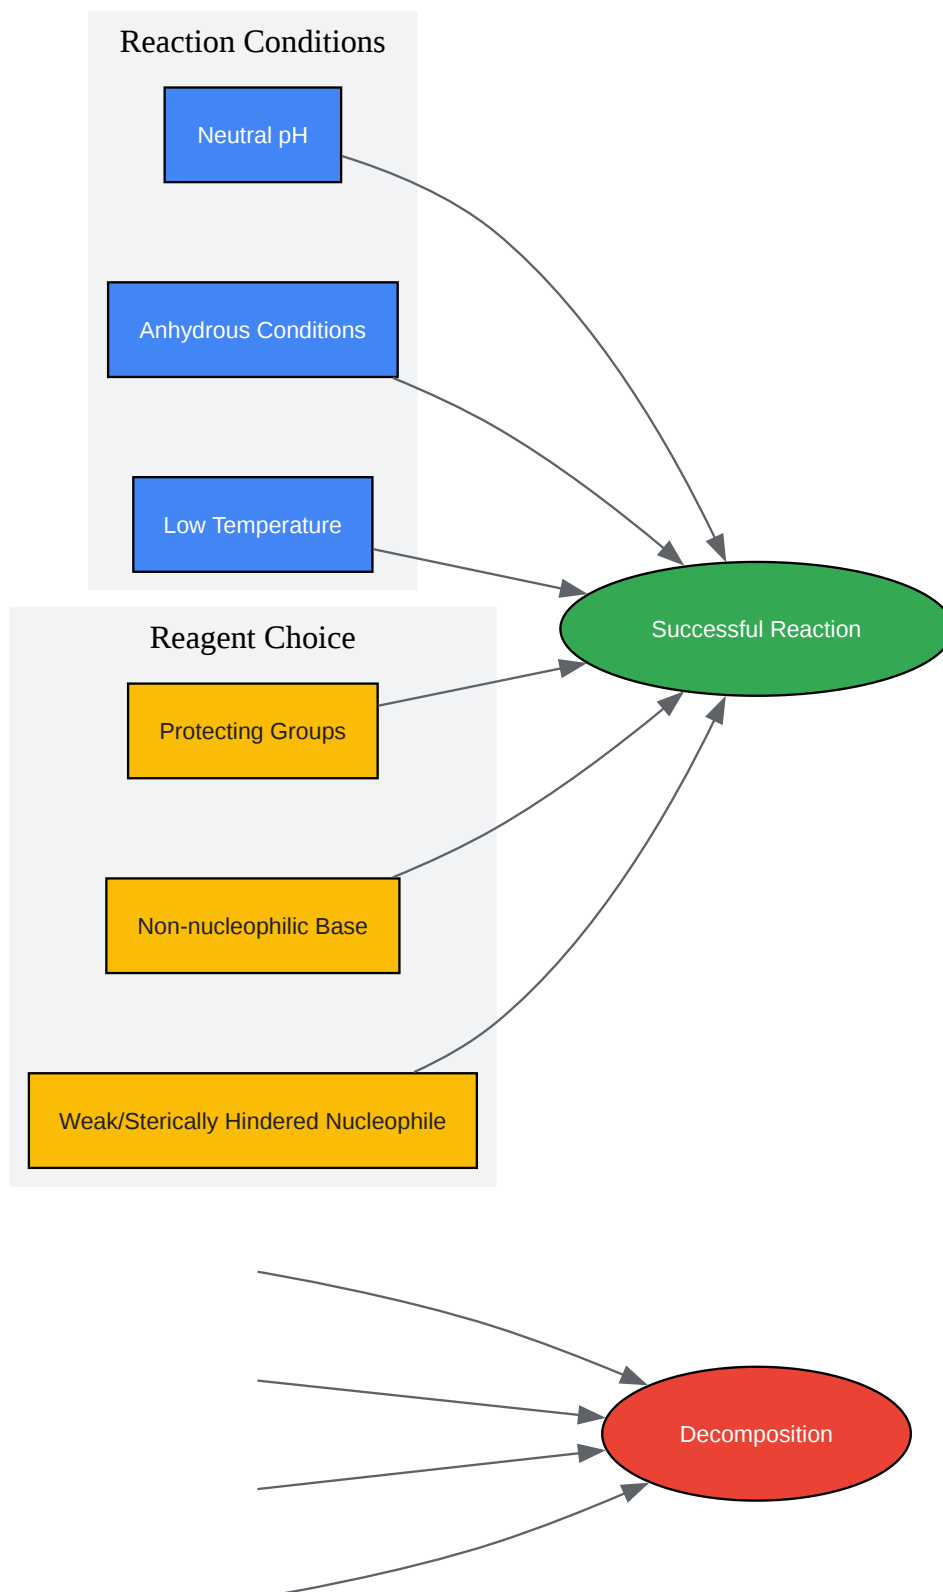 Reaction Conditions
Neutral pH
Anhydrous Conditions
Low Temperature
Successful Reaction
Reagent Choice
Protecting Groups
Non-nucleophilic Base
Weak/Sterically Hindered Nucleophile
Decomposition